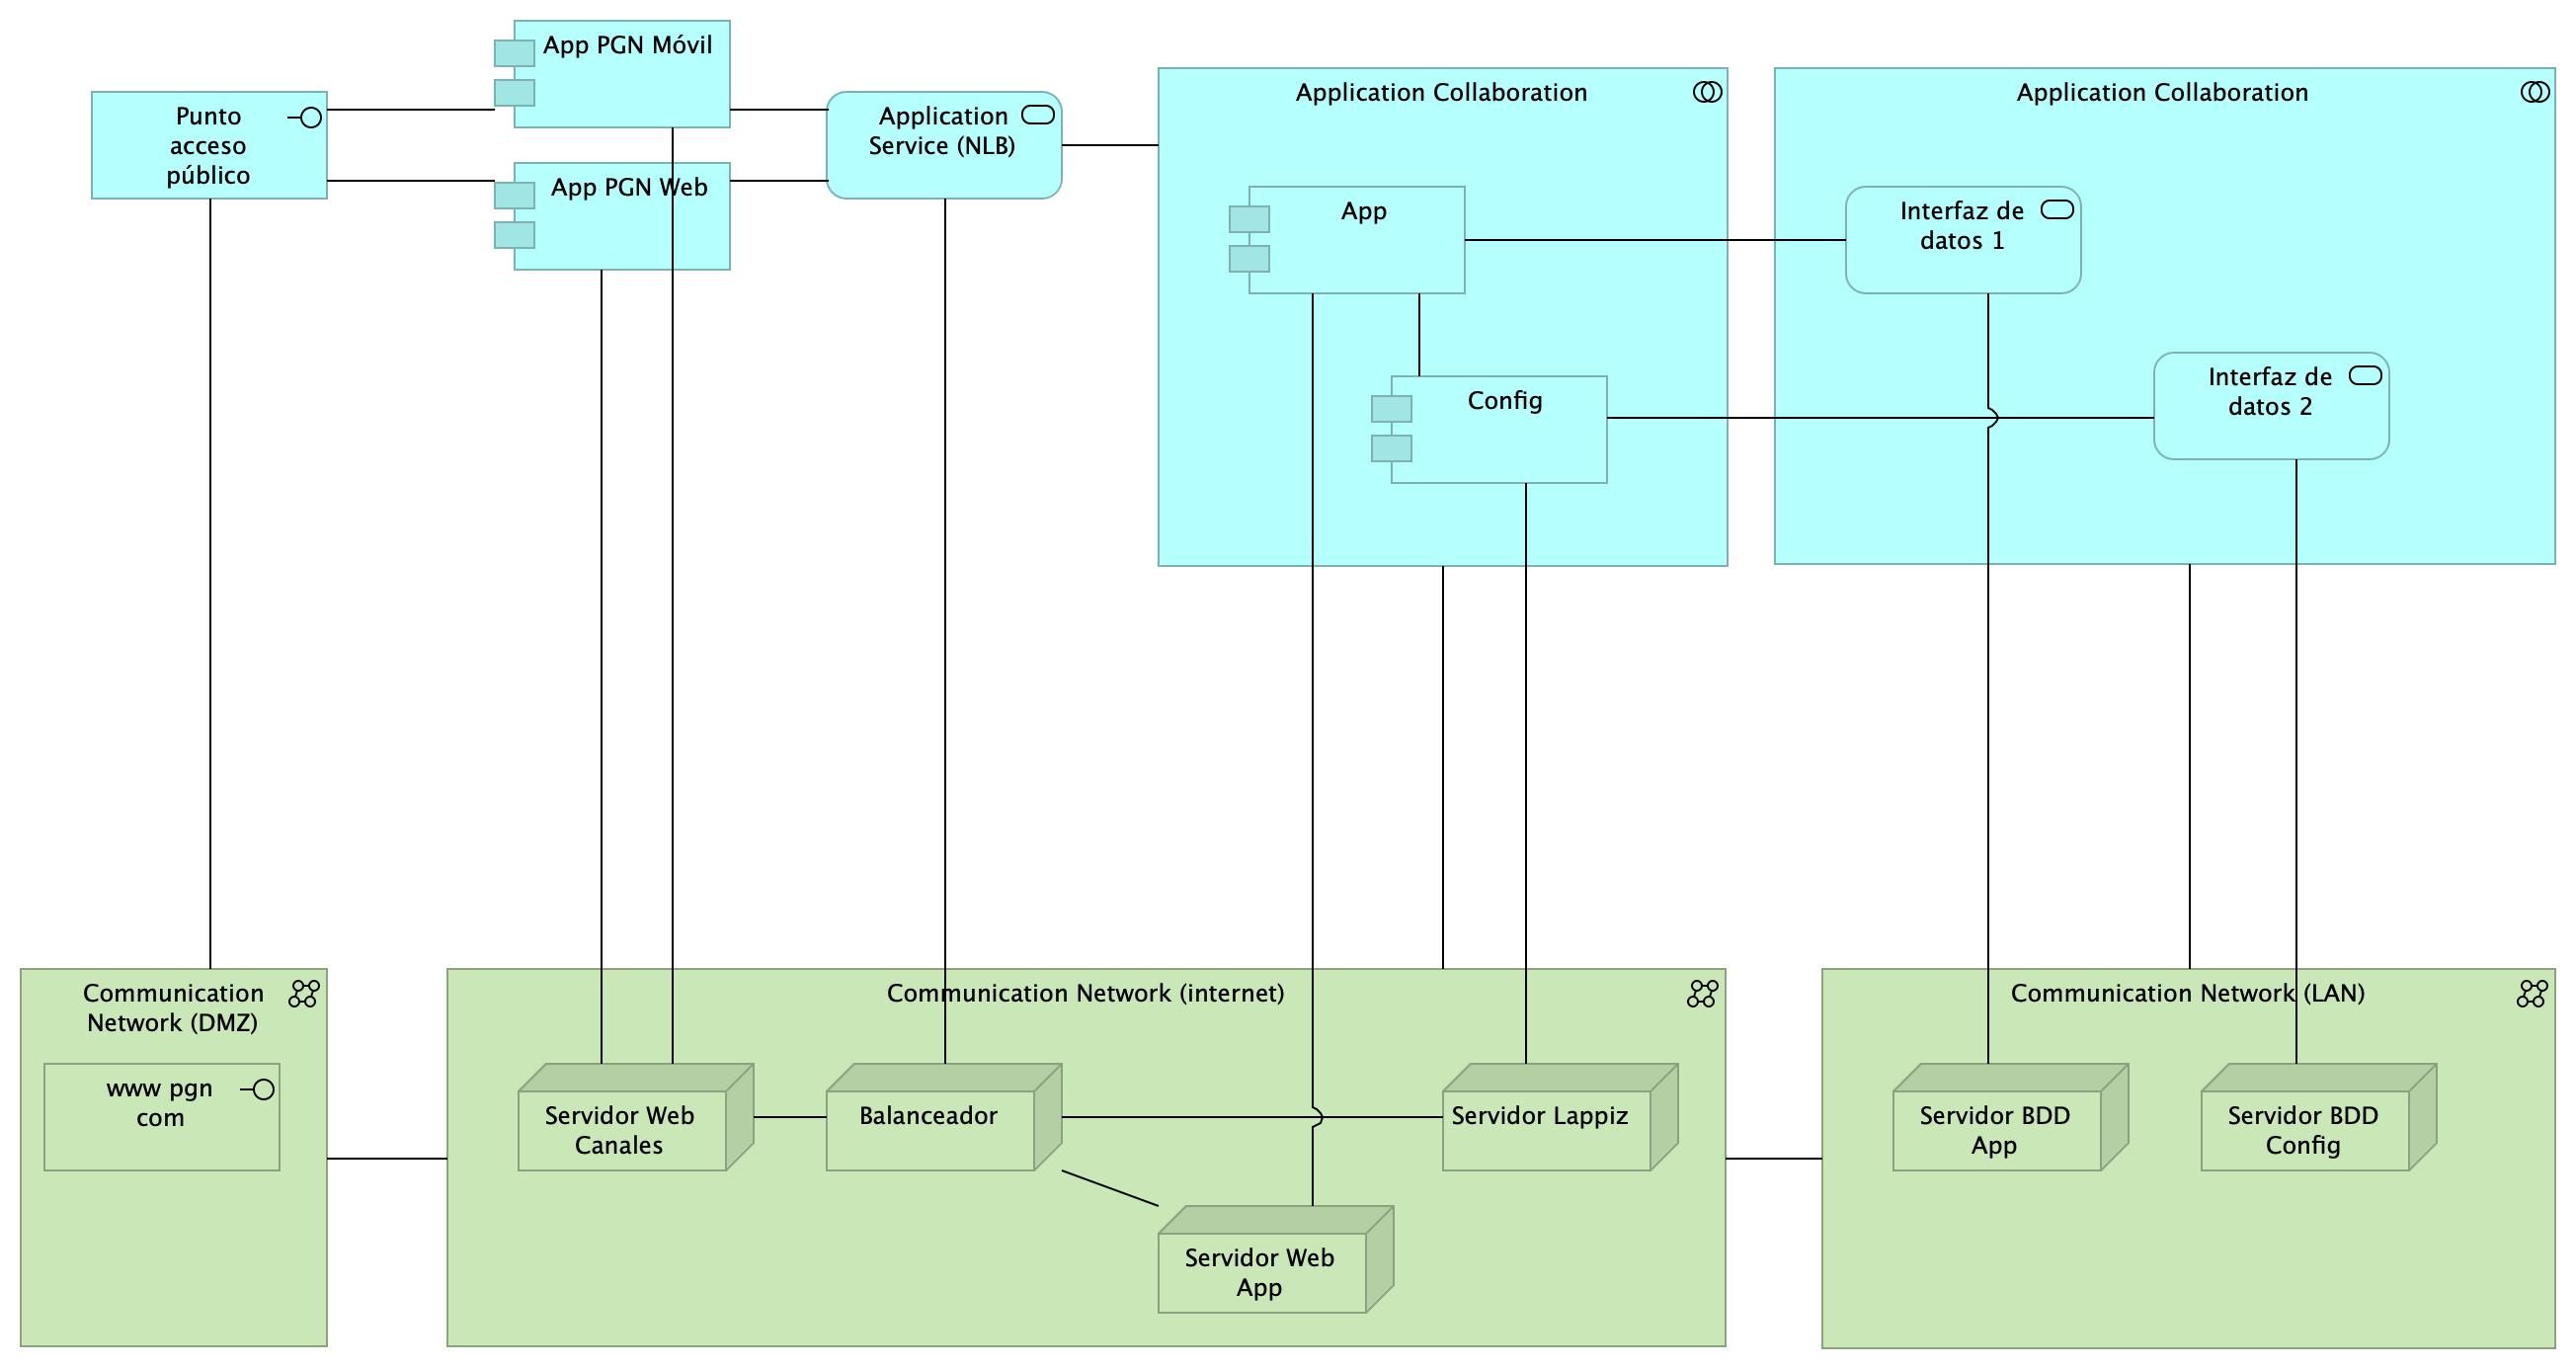 App PGN Móvil
Punto
acceso
público
App PGN Web
Application
Service (NLB)
Application Collaboration
App
Config
Application Collaboration
Interfaz de
datos 1
Interfaz de
datos 2
Communication
Network (DMZ)
www pgn
com
Communication Network (internet)
Servidor Web
Canales
Balanceador
Servidor Lappiz
Servidor Web
App
Communication Network (LAN)
Servidor BDD
App
Servidor BDD
Config